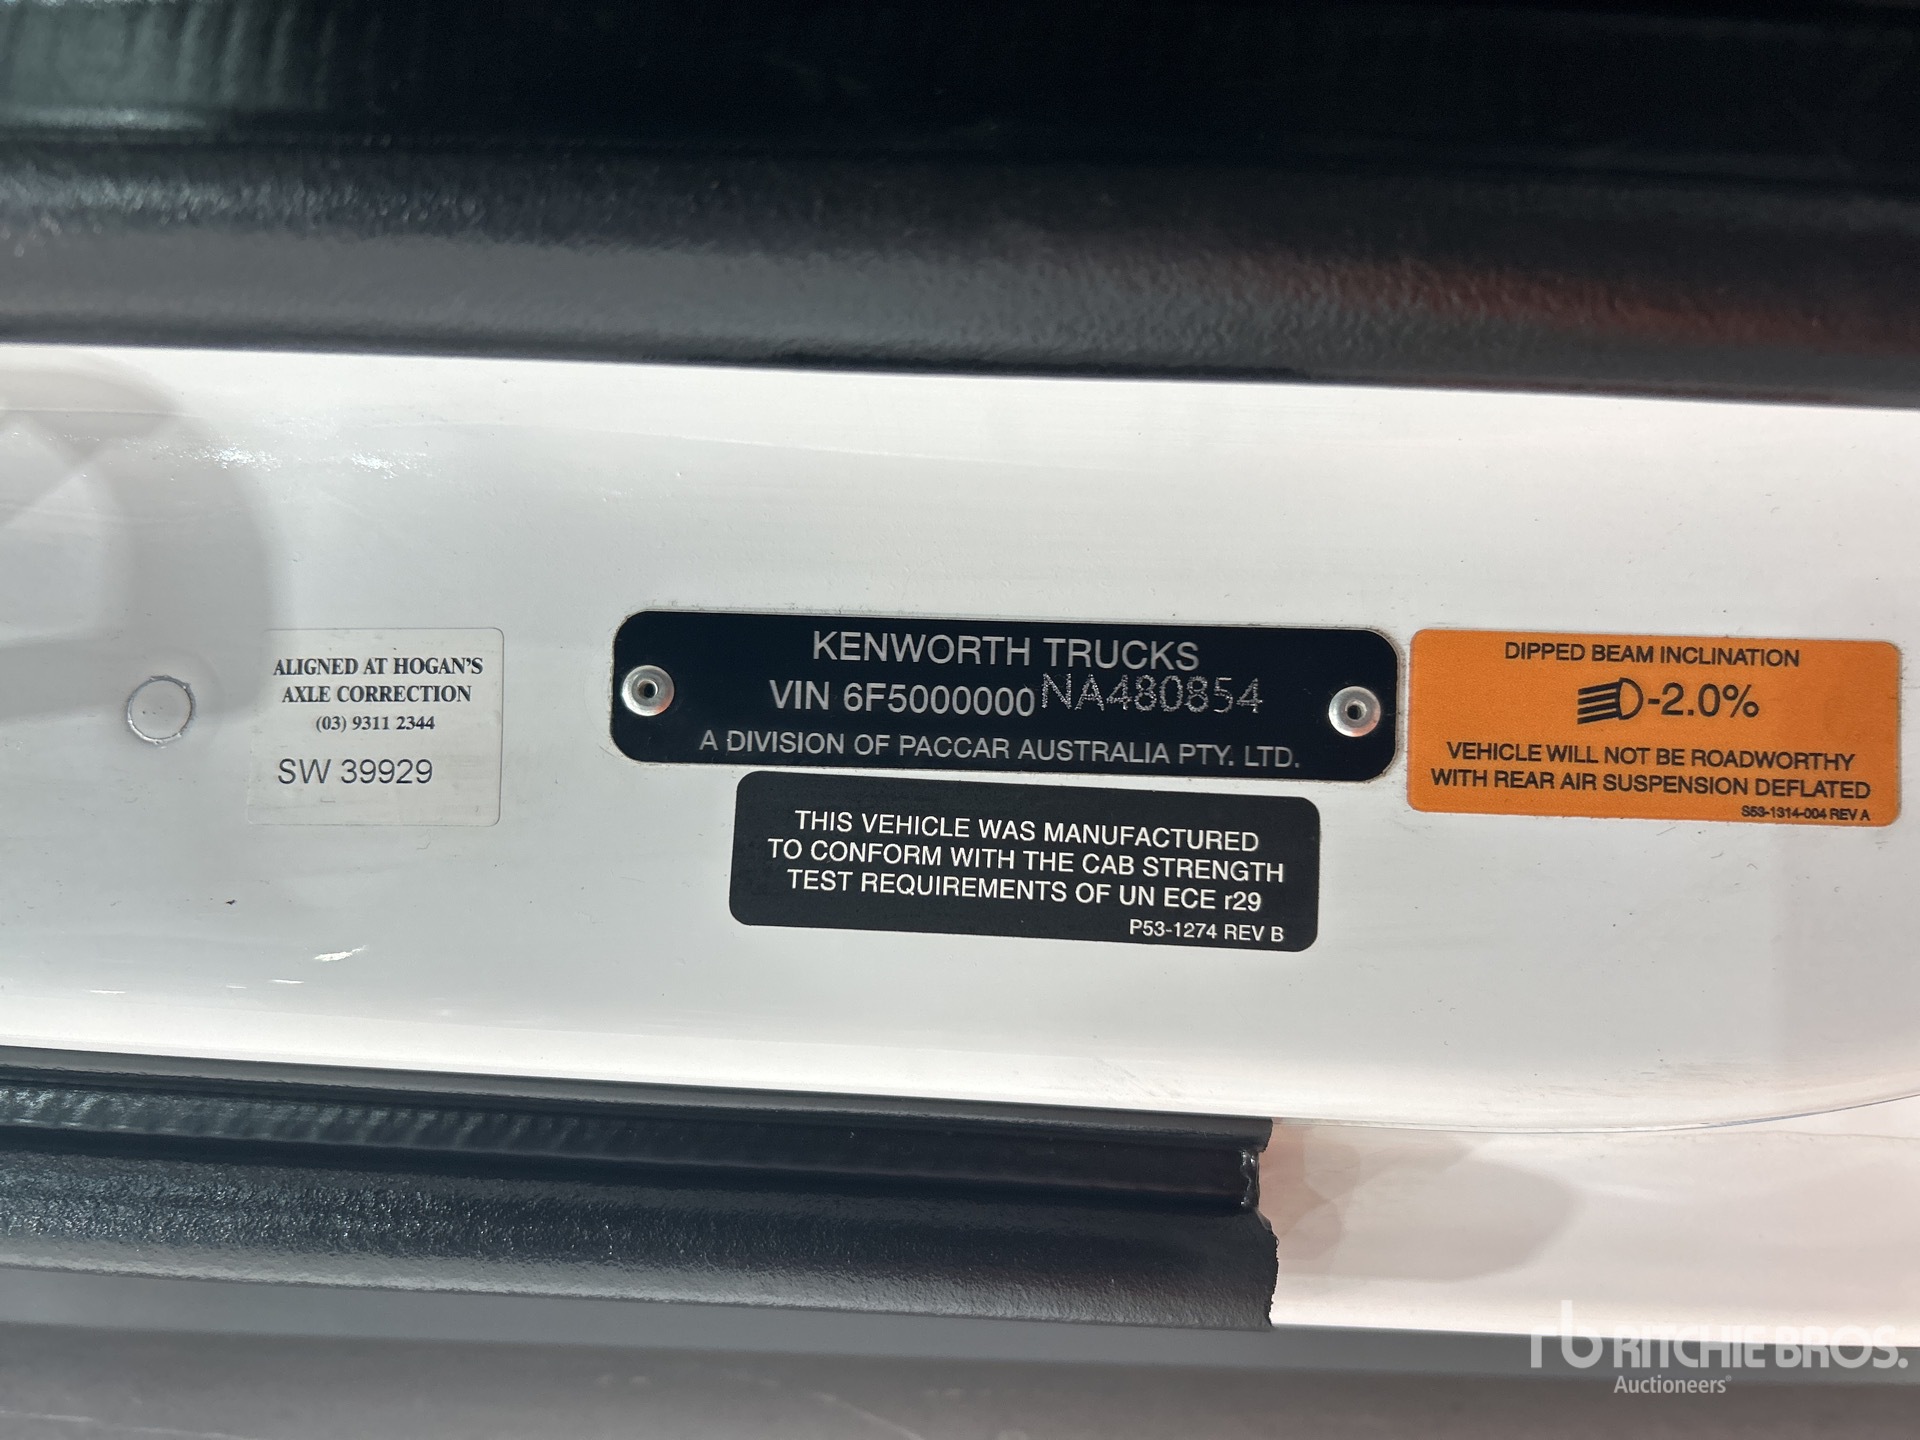 ALIGNED AT HOGAN'S
AXLE CORRECTION
(03) 9311 2344
SW 39929
KENWORTH TRUCKS
VIN 6F5000000NA480854
A DIVISION OF PACCAR AUSTRALIA PTY. LTD.
THIS VEHICLE WAS MANUFACTURED
TO CONFORM WITH THE CAB STRENGTH
TEST REQUIREMENTS OF UN ECE r29
P53-1274 REV B
DIPPED BEAM INCLINATION
-2.0%
VEHICLE WILL NOT BE ROADWORTHY
WITH REAR AIR SUSPENSION DEFLATED
S53-1314-004 REV A
rb RITCHIE BROS.
Auctioneers